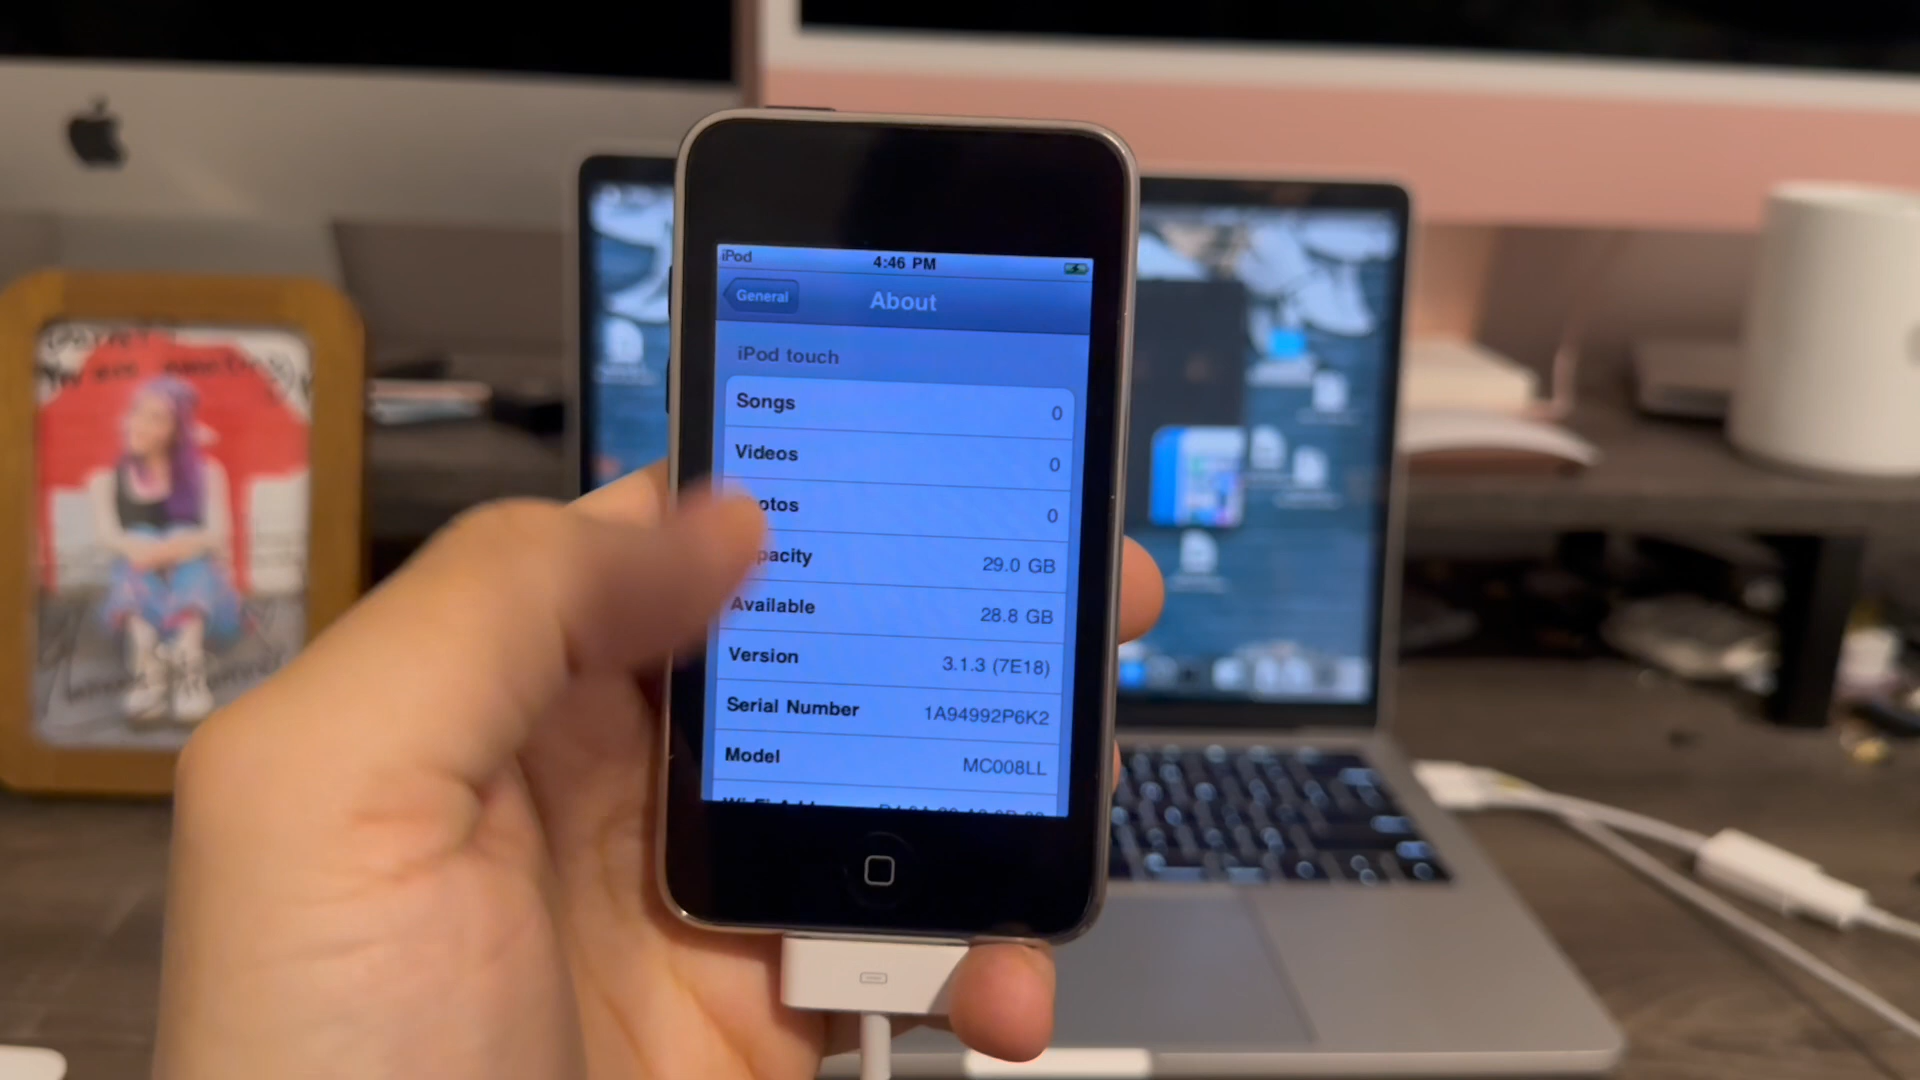 iPod 4:46 PM
General About
iPod touch
Songs 0
Videos 0
otos 0
pacity 29.0 GB
Available 28.8 GB
Version 3.1.3 (7E18)
Serial Number 1A94992P6K2
Model MC008LL